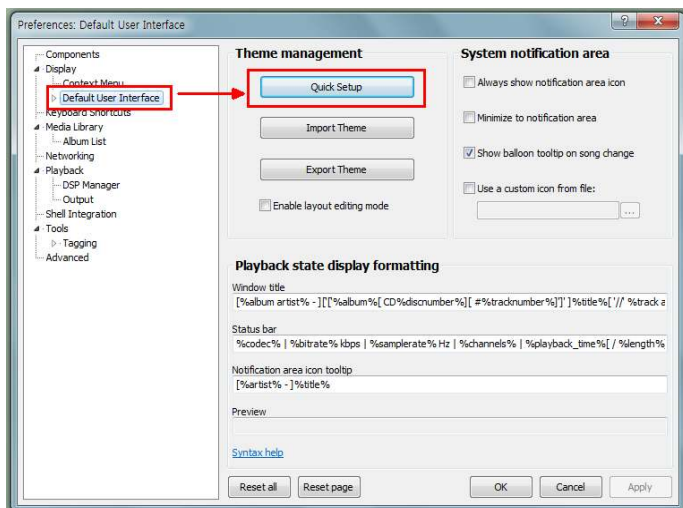 Preferences: Default User Interface
Components
Display
Context Menu
Default User Interface
Keyboard Shortcuts
Media Library
Album List
Networking
Playback
DSP Manager
Output
Shell Integration
Tools
Tagging
Advanced
Theme management
Quick Setup
Import Theme
Export Theme
Enable layout editing mode
System notification area
Always show notification area icon
Minimize to notification area
Show balloon tooltip on song change
Use a custom icon from file:
...
Playback state display formatting
Window title
[%album artist% - ]['['%album%[ CD%discnumber%][ #%tracknumber%]']' ]%title%[ '//' %track a
Status bar
%codec% | %bitrate% kbps | %samplerate% Hz | %channels% | %playback_time%[ / %length%
Notification area icon tooltip
[%artist% - ]%title%
Preview
Syntax help
Reset all
Reset page
OK
Cancel
Apply